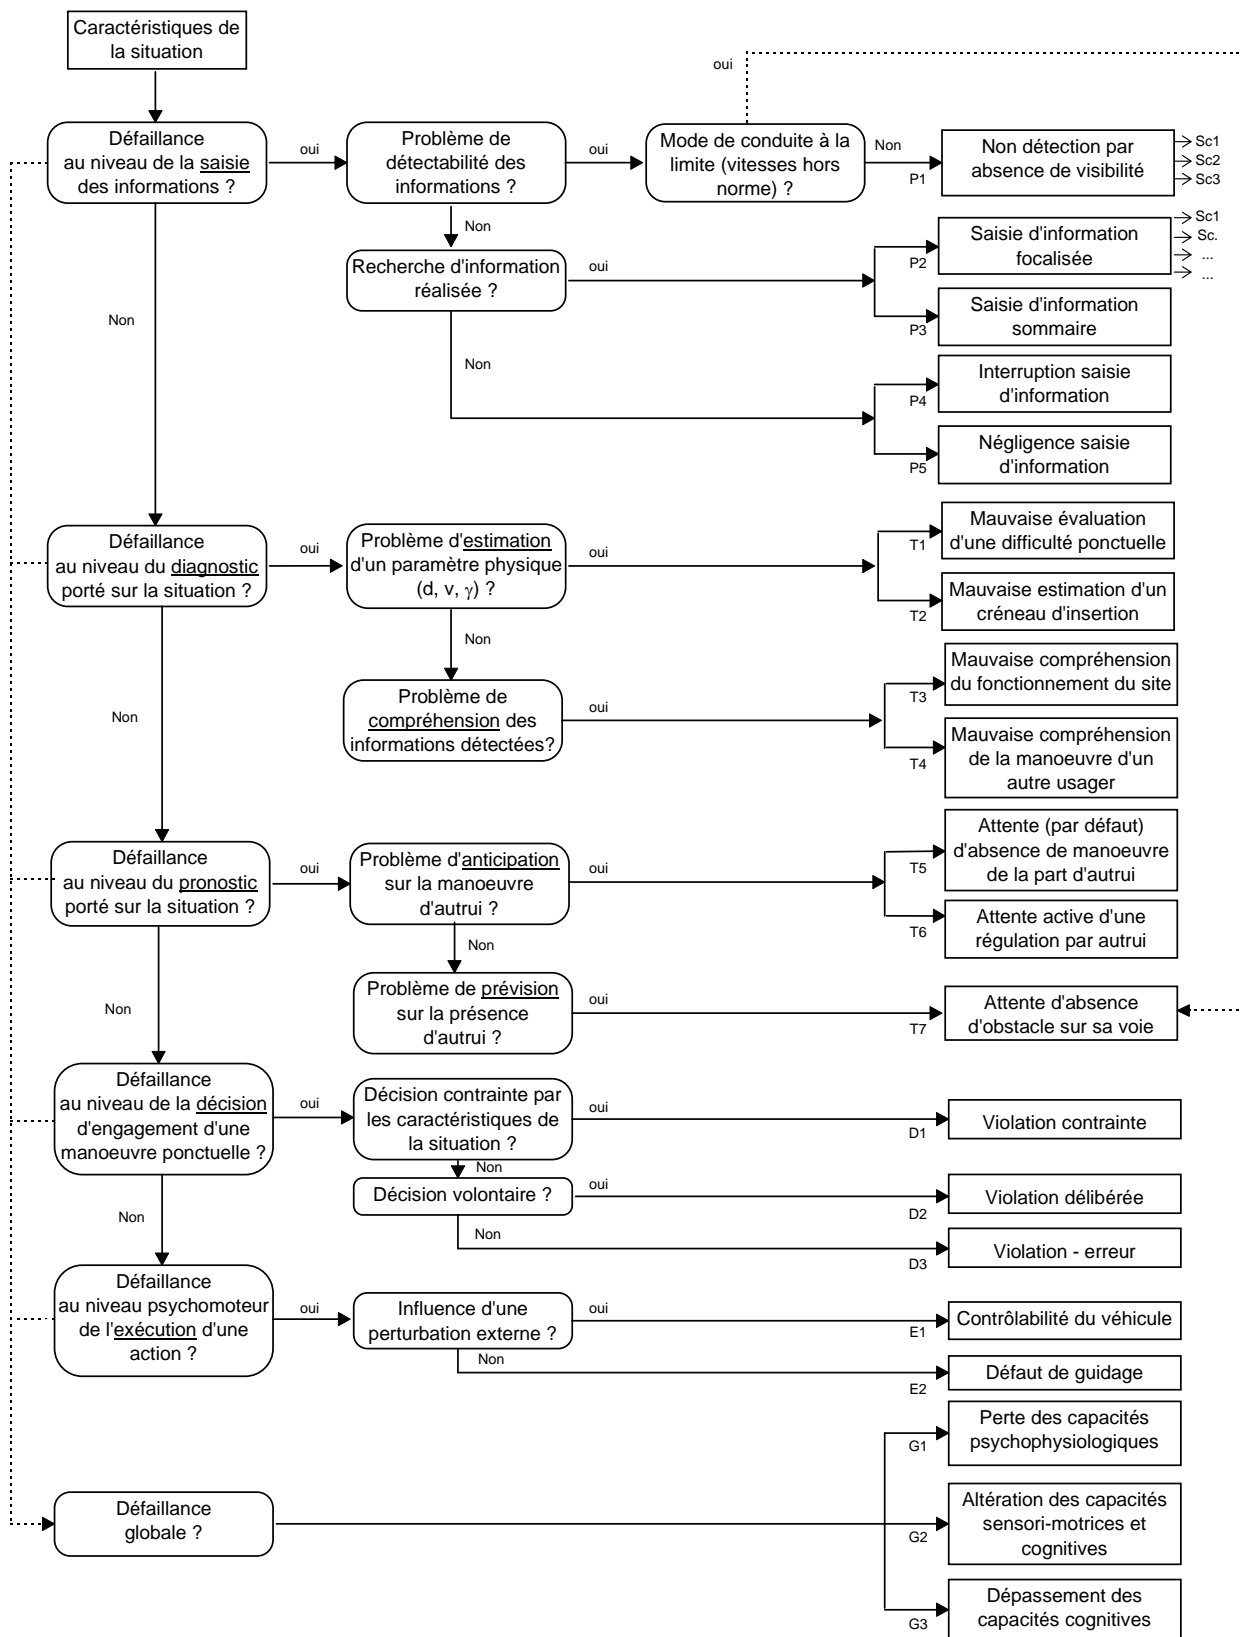 Caractéristiques de
la situation
oui
Défaillance
au niveau de la saisie
des informations ?
oui
Problème de
détectabilité des
informations ?
oui
Mode de conduite à la
limite (vitesses hors
norme) ?
Non
P1
Non détection par
absence de visibilité
Sc1
Sc2
Sc3
Non
Recherche d'information
réalisée ?
oui
P2
Saisie d'information
focalisée
Sc1
Sc.
...
...
P3
Saisie d'information
sommaire
Non
Non
P4
Interruption saisie
d'information
P5
Négligence saisie
d'information
Défaillance
au niveau du diagnostic
porté sur la situation ?
oui
Problème d'estimation
d'un paramètre physique
(d, v, γ) ?
oui
T1
Mauvaise évaluation
d'une difficulté ponctuelle
T2
Mauvaise estimation d'un
créneau d'insertion
Non
Problème de
compréhension des
informations détectées?
oui
T3
Mauvaise compréhension
du fonctionnement du site
T4
Mauvaise compréhension
de la manoeuvre d'un
autre usager
Non
Défaillance
au niveau du pronostic
porté sur la situation ?
oui
Problème d'anticipation
sur la manoeuvre
d'autrui ?
oui
T5
Attente (par défaut)
d'absence de manoeuvre
de la part d'autrui
T6
Attente active d'une
régulation par autrui
Non
Problème de prévision
sur la présence
d'autrui ?
oui
T7
Attente d'absence
d'obstacle sur sa voie
Non
Défaillance
au niveau de la décision
d'engagement d'une
manoeuvre ponctuelle ?
oui
Décision contrainte par
les caractéristiques de
la situation ?
oui
D1
Violation contrainte
Non
Décision volontaire ?
oui
D2
Violation délibérée
Non
D3
Violation - erreur
Non
Défaillance
au niveau psychomoteur
de l'exécution d'une
action ?
oui
Influence d'une
perturbation externe ?
oui
E1
Contrôlabilité du véhicule
Non
E2
Défaut de guidage
Défaillance
globale ?
G1
Perte des capacités
psychophysiologiques
G2
Altération des capacités
sensori-motrices et
cognitives
G3
Dépassement des
capacités cognitives